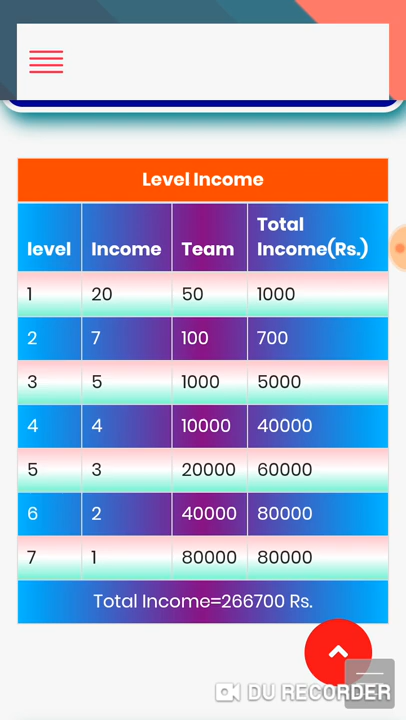 Level Income
level Income Team Total Income(Rs.)
1 20 50 1000
2 7 100 700
3 5 1000 5000
4 4 10000 40000
5 3 20000 60000
6 2 40000 80000
7 1 80000 80000
Total Income=266700 Rs.
DU RECORDER